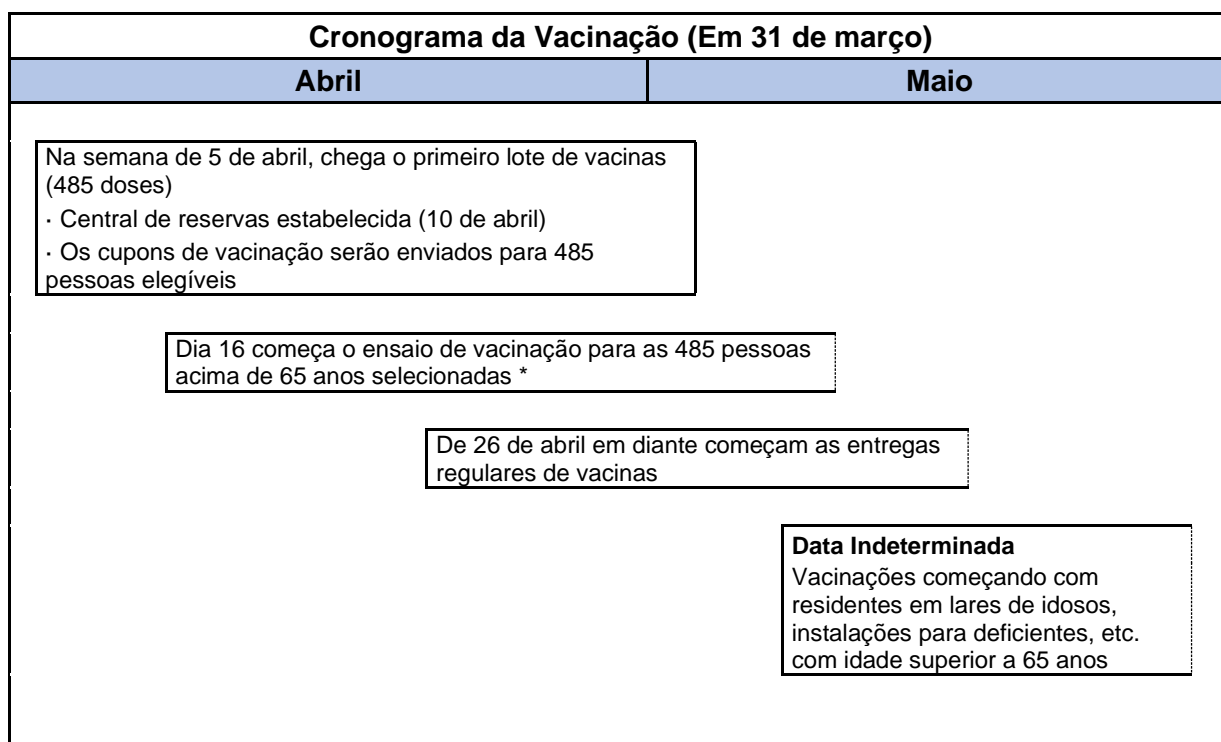 Cronograma da Vacinação (Em 31 de março)
Abril
Maio
Na semana de 5 de abril, chega o primeiro lote de vacinas
(485 doses)
· Central de reservas estabelecida (10 de abril)
· Os cupons de vacinação serão enviados para 485
pessoas elegíveis
Dia 16 começa o ensaio de vacinação para as 485 pessoas
acima de 65 anos selecionadas *
De 26 de abril em diante começam as entregas
regulares de vacinas
Data Indeterminada
Vacinações começando com
residentes em lares de idosos,
instalações para deficientes, etc.
com idade superior a 65 anos